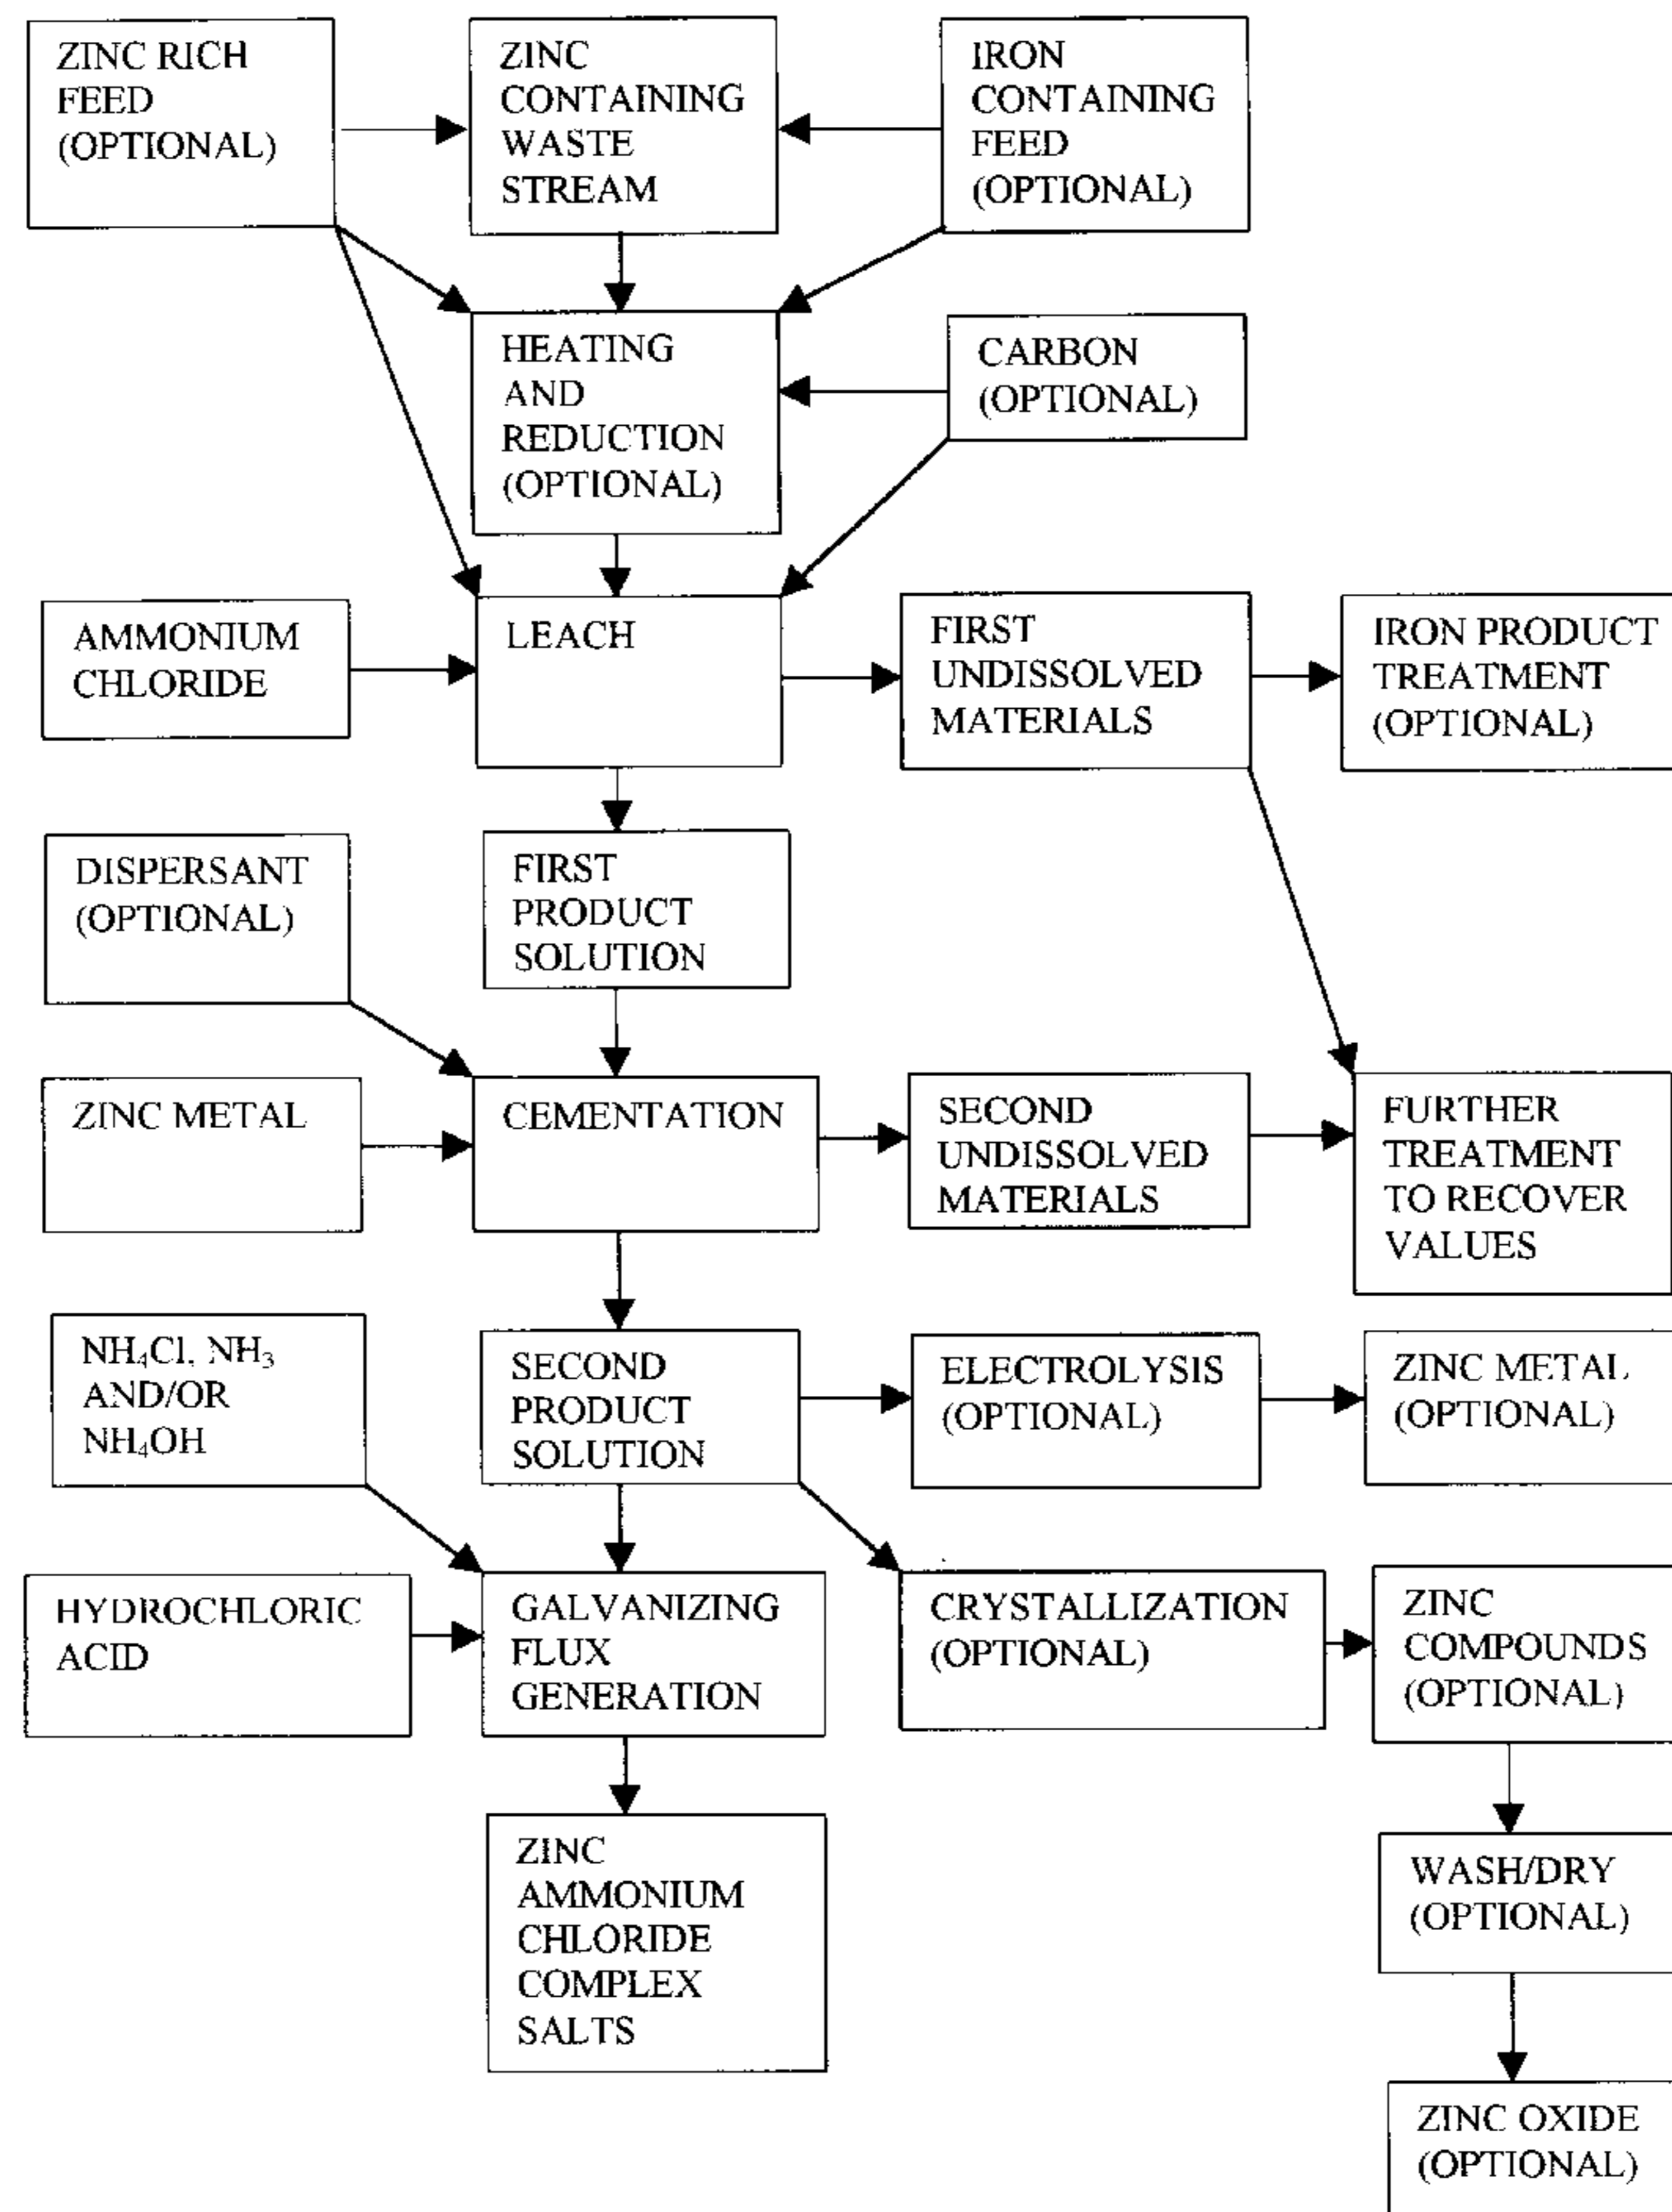 ZINC RICH
FEED
(OPTIONAL)
ZINC
CONTAINING
WASTE
STREAM
IRON
CONTAINING
FEED
(OPTIONAL)
HEATING
AND
REDUCTION
(OPTIONAL)
CARBON
(OPTIONAL)
AMMONIUM
CHLORIDE
LEACH
FIRST
UNDISSOLVED
MATERIALS
IRON PRODUCT
TREATMENT
(OPTIONAL)
DISPERSANT
(OPTIONAL)
FIRST
PRODUCT
SOLUTION
ZINC METAL
CEMENTATION
SECOND
UNDISSOLVED
MATERIALS
FURTHER
TREATMENT
TO RECOVER
VALUES
NH₄Cl, NH₃
AND/OR
NH₄OH
SECOND
PRODUCT
SOLUTION
ELECTROLYSIS
(OPTIONAL)
ZINC METAL
(OPTIONAL)
HYDROCHLORIC
ACID
GALVANIZING
FLUX
GENERATION
CRYSTALLIZATION
(OPTIONAL)
ZINC
COMPOUNDS
(OPTIONAL)
ZINC
AMMONIUM
CHLORIDE
COMPLEX
SALTS
WASH/DRY
(OPTIONAL)
ZINC OXIDE
(OPTIONAL)